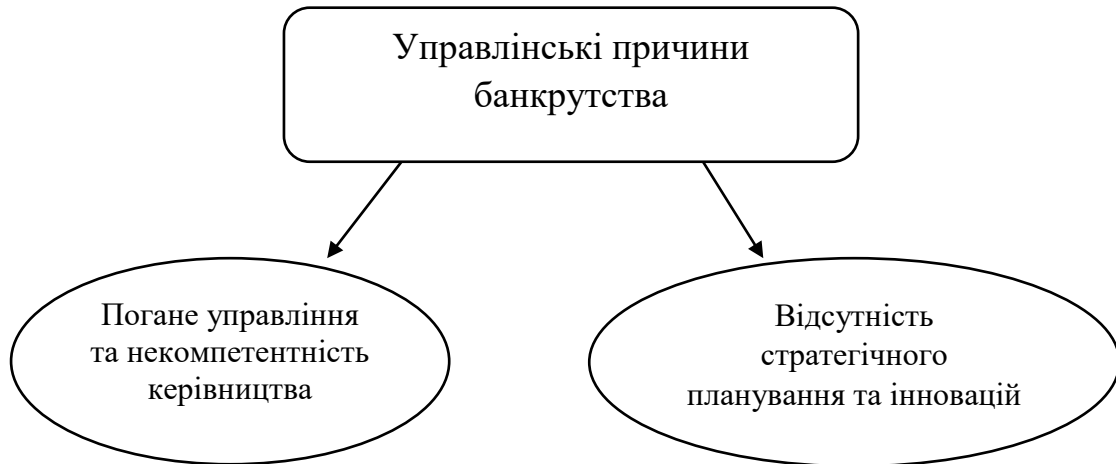 Управлінські причини
банкрутства
Погане управління
та некомпетентність
керівництва
Відсутність
стратегічного
планування та інновацій